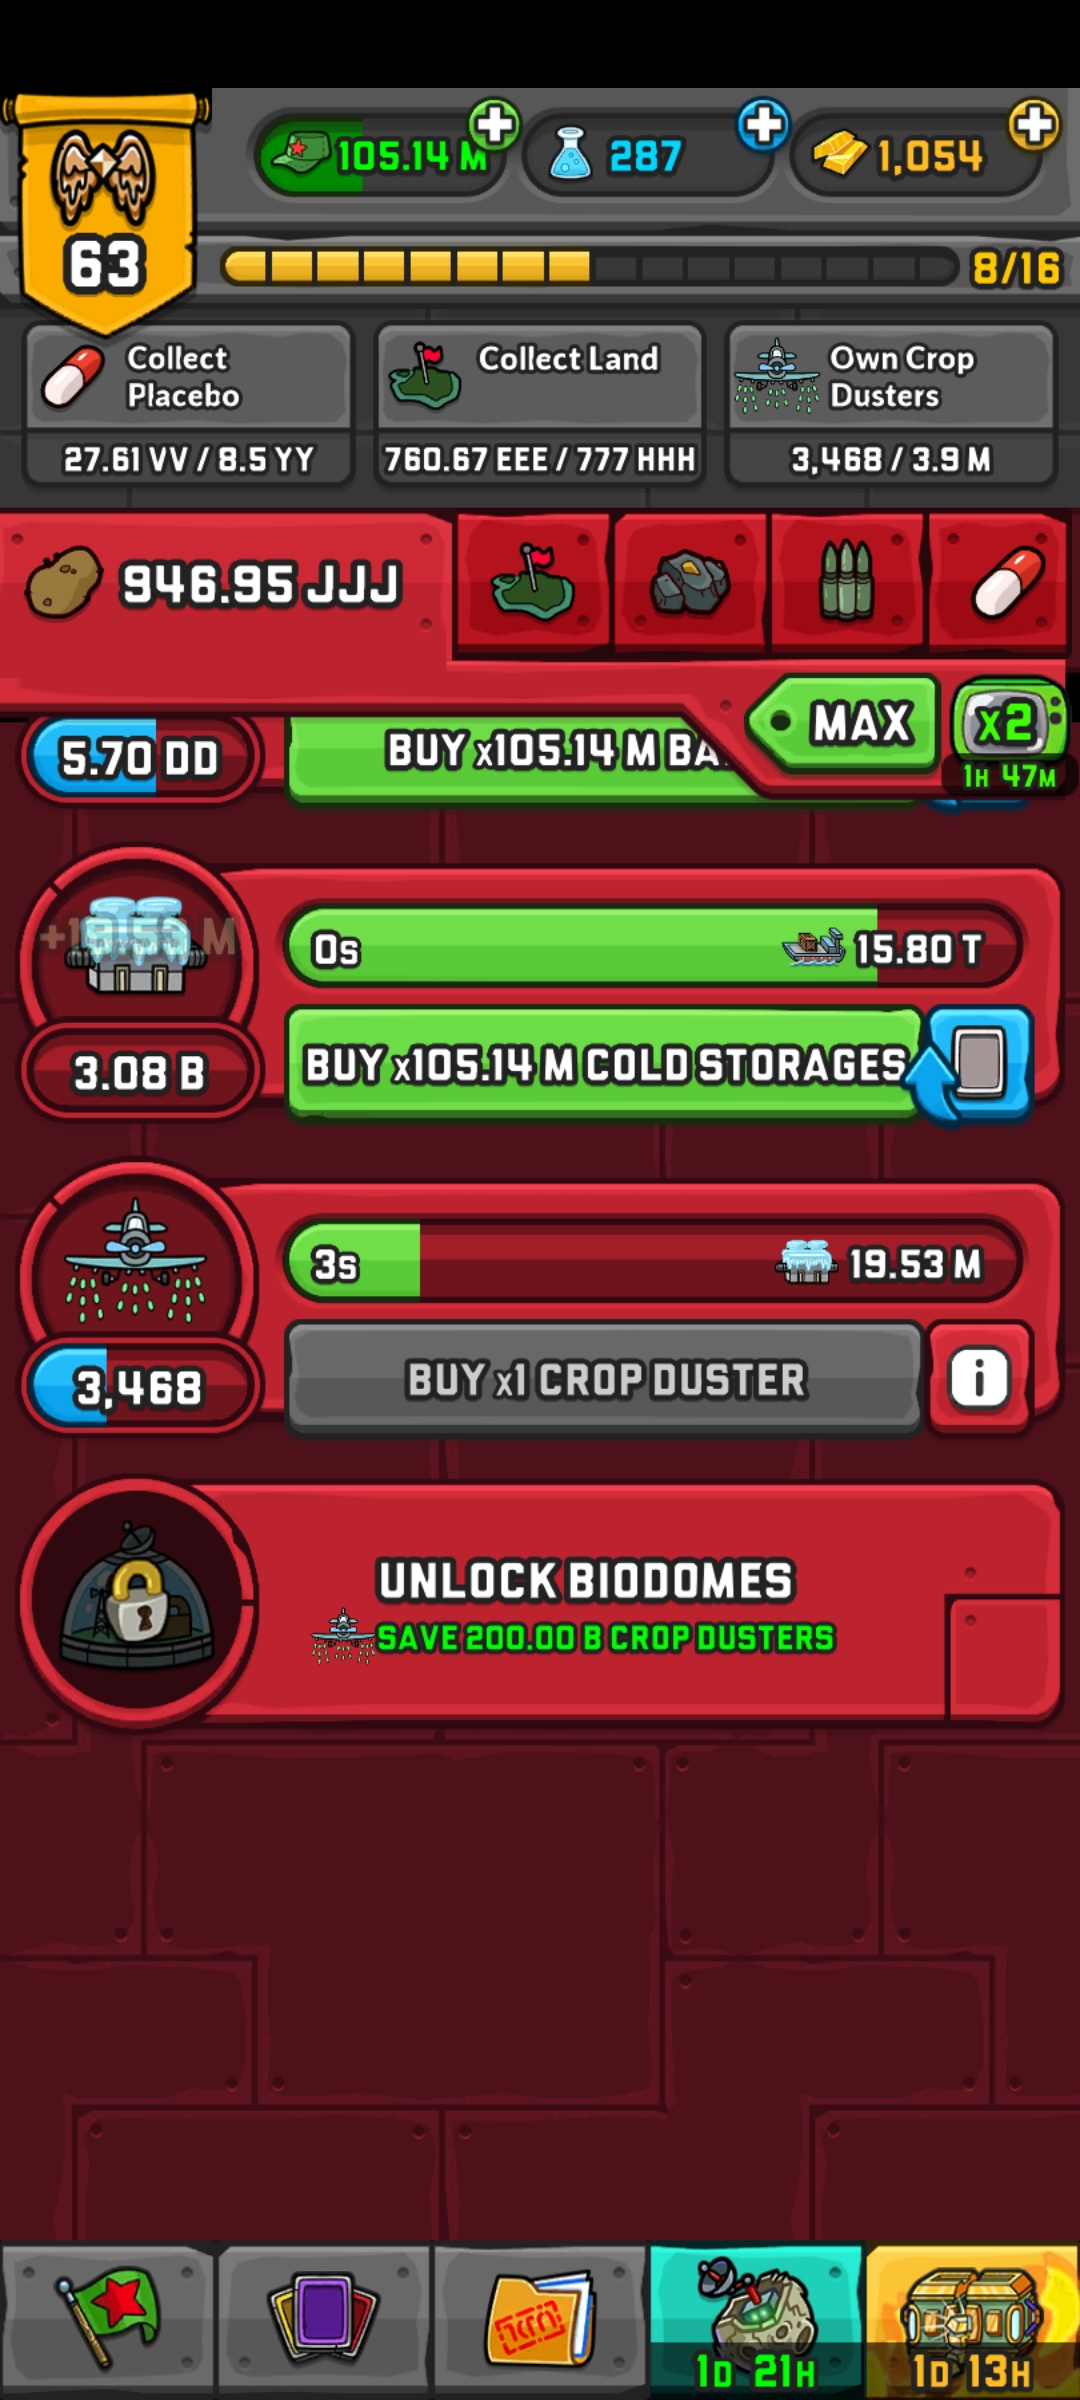 105.14 M
287
1,054
63
8/16
Collect
Placebo
27.61 VV / 8.5 YY
Collect Land
760.67 EEE / 777 HHH
Own Crop
Dusters
3,468 / 3.9 M
946.95 JJJ
MAX
x2
1H 47M
5.70 DD
BUY x105.14 M BA
0s
15.80 T
3.08 B
BUY x105.14 M COLD STORAGES
3s
19.53 M
3,468
BUY x1 CROP DUSTER
i
UNLOCK BIODOMES
SAVE 200.00 B CROP DUSTERS
1D 21H
1D 13H